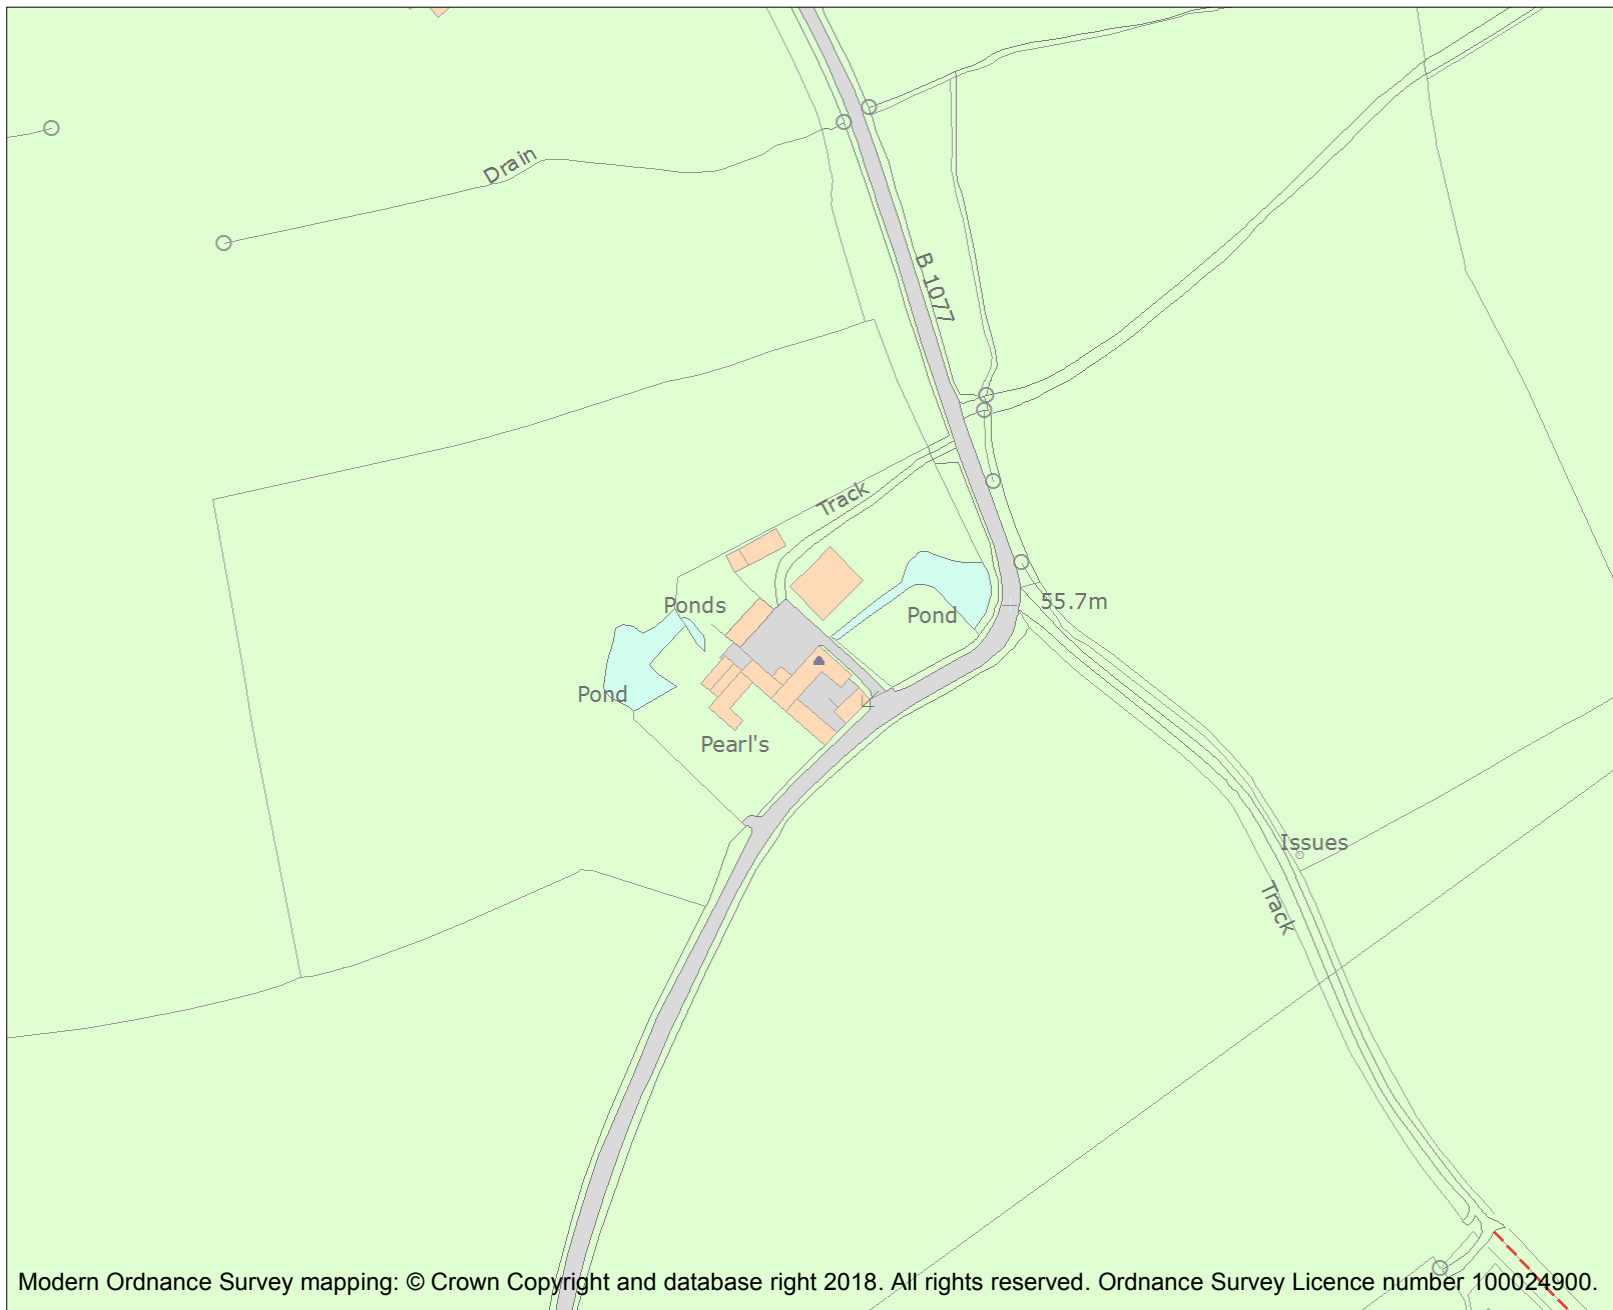 Drain
B 1077
Track
Ponds
55.7m
Pond
Pond
Pearl's
Issues
Track
Modern Ordnance Survey mapping: © Crown Copyright and database right 2018. All rights reserved. Ordnance Survey Licence number 100024900.